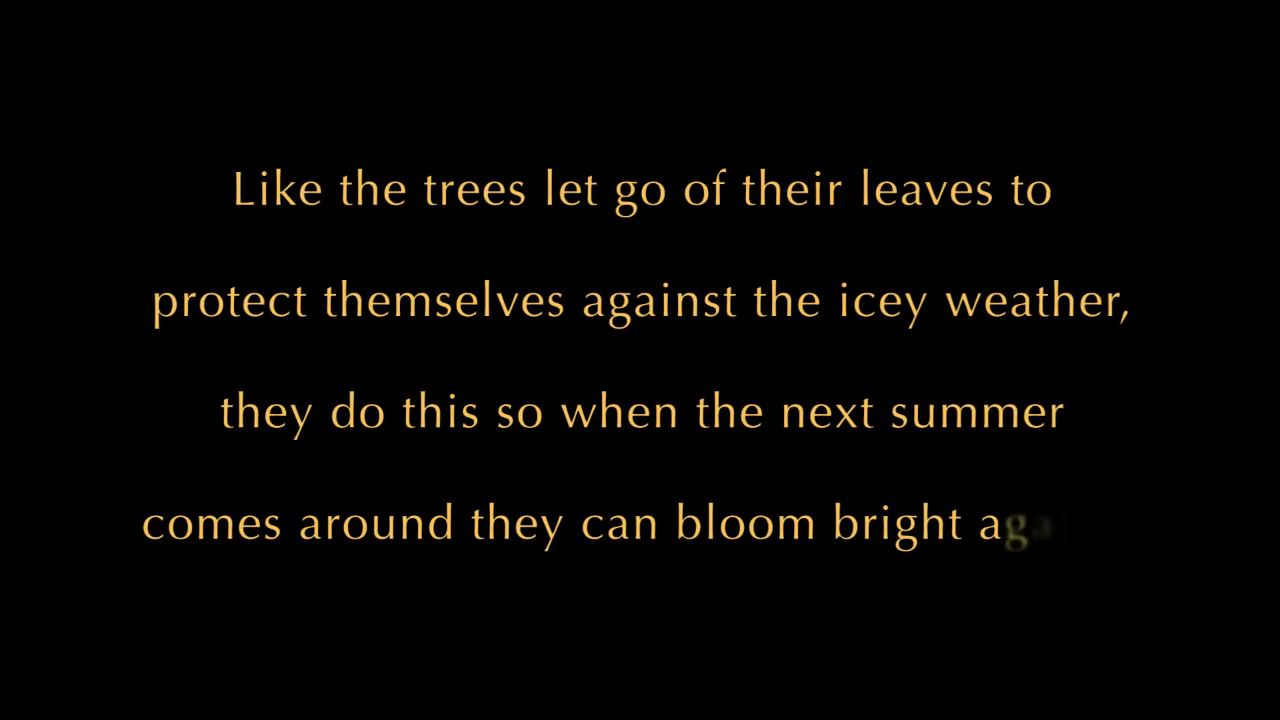 Like the trees let go of their leaves to
protect themselves against the icey weather,
they do this so when the next summer
comes around they can bloom bright aga